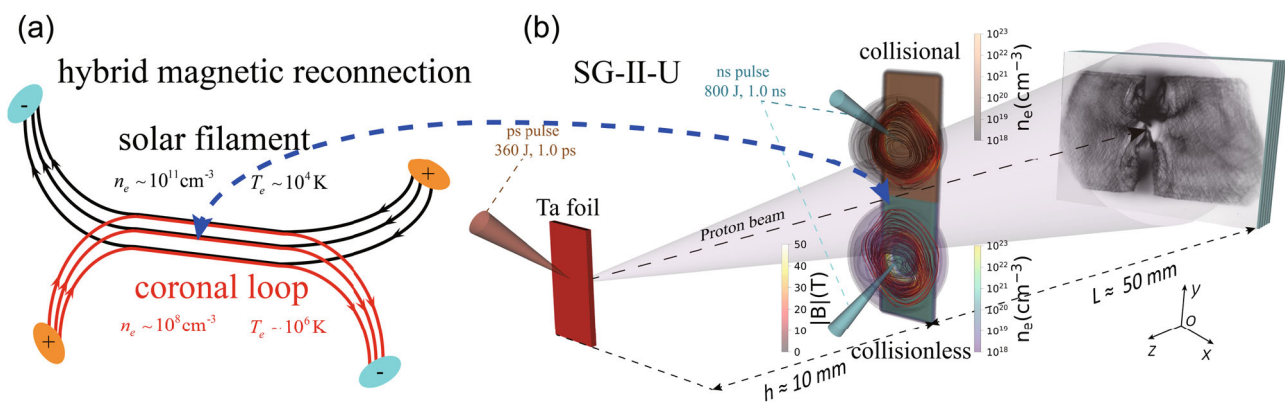 (a)
hybrid magnetic reconnection
-
solar filament
n_e ~10^11 cm^-3
T_e ~10^4 K
+
coronal loop
n_e ~10^8 cm^-3
T_e ~10^6 K
+
-
(b)
SG-II-U
ps pulse
360 J, 1.0 ps
Ta foil
ns pulse
800 J, 1.0 ns
collisional
Proton beam
collisionless
50
40
30
20
10
0
|B|(T)
10^23
10^22
10^21
10^20
10^19
10^18
n_e(cm^-3)
10^23
10^22
10^21
10^20
10^19
10^18
n_e(cm^-3)
h ≈ 10 mm
L ≈ 50 mm
y
o
z
x